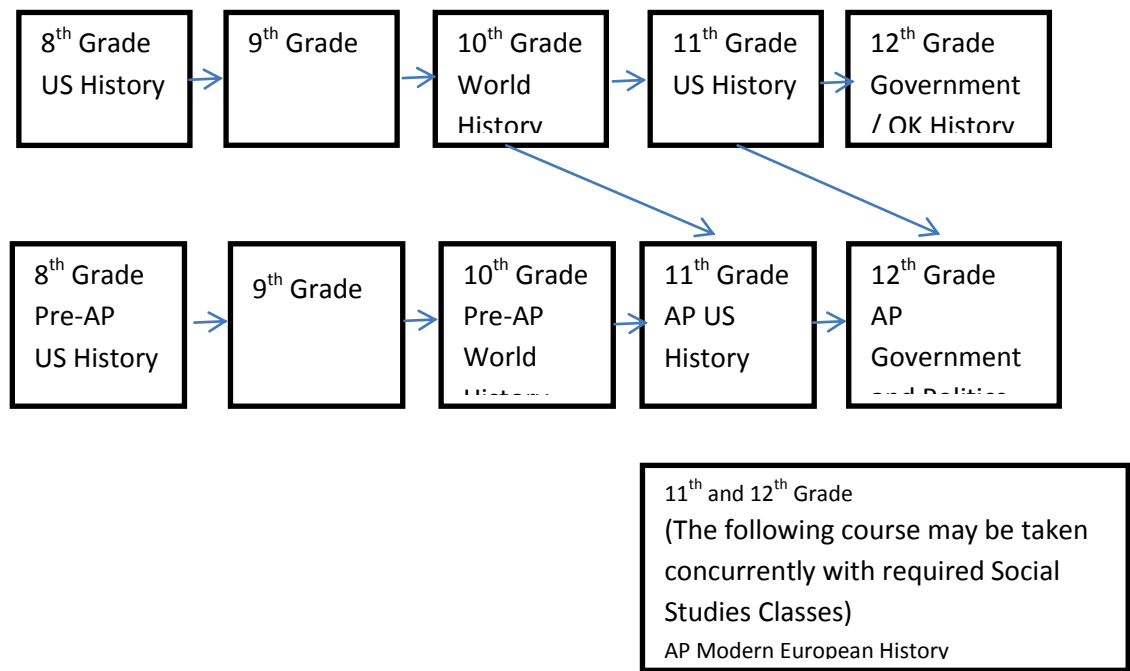 8th Grade
US History
9th Grade
10th Grade
World
History
11th Grade
US History
12th Grade
Government
/ OK History
8th Grade
Pre-AP
US History
9th Grade
10th Grade
Pre-AP
World
History
11th Grade
AP US
History
12th Grade
AP
Government
and Politics
11th and 12th Grade
(The following course may be taken
concurrently with required Social
Studies Classes)
AP Modern European History